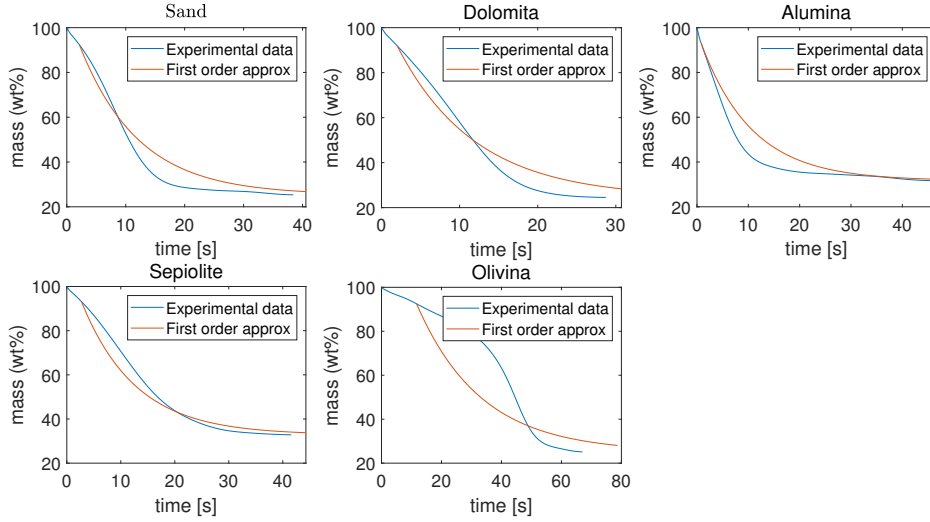 Sand
100
80
60
40
20
mass (wt%)
Experimental data
First order approx
0 10 20 30 40
time [s]
Dolomita
100
80
60
40
20
mass (wt%)
Experimental data
First order approx
0 10 20 30
time [s]
Alumina
100
80
60
40
20
mass (wt%)
Experimental data
First order approx
0 10 20 30 40
time [s]
Sepiolite
100
80
60
40
20
mass (wt%)
Experimental data
First order approx
0 10 20 30 40
time [s]
Olivina
100
80
60
40
20
mass (wt%)
Experimental data
First order approx
0 20 40 60 80
time [s]